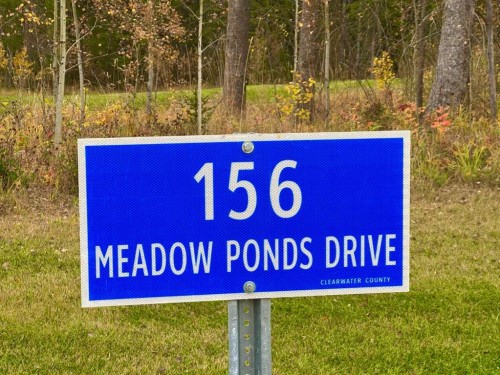 156
MEADOW PONDS DRIVE
CLEARWATER COUNTY